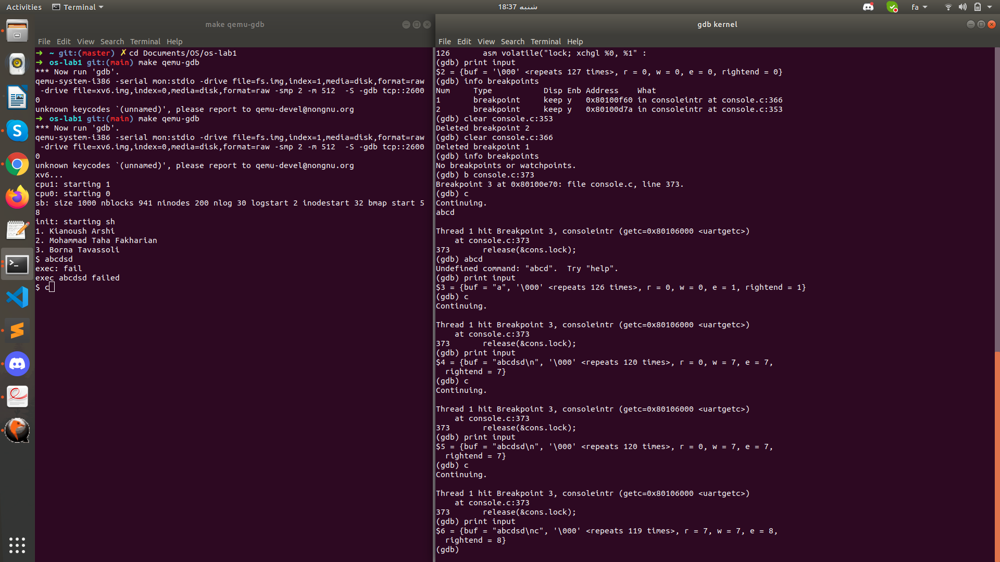 Activities
Terminal
شنبه 18:37
fa
make qemu-gdb
File Edit View Search Terminal Help
➜  ~ git:(master) ✗ cd Documents/OS/os-lab1
➜  os-lab1 git:(main) make qemu-gdb
*** Now run 'gdb'.
qemu-system-i386 -serial mon:stdio -drive file=fs.img,index=1,media=disk,format=raw
 -drive file=xv6.img,index=0,media=disk,format=raw -smp 2 -m 512  -S -gdb tcp::2600
0
unknown keycodes `(unnamed)', please report to qemu-devel@nongnu.org
➜  os-lab1 git:(main) make qemu-gdb
*** Now run 'gdb'.
qemu-system-i386 -serial mon:stdio -drive file=fs.img,index=1,media=disk,format=raw
 -drive file=xv6.img,index=0,media=disk,format=raw -smp 2 -m 512  -S -gdb tcp::2600
0
unknown keycodes `(unnamed)', please report to qemu-devel@nongnu.org
xv6...
cpu1: starting 1
cpu0: starting 0
sb: size 1000 nblocks 941 ninodes 200 nlog 30 logstart 2 inodestart 32 bmap start 5
8
init: starting sh
1. Kianoush Arshi
2. Mohammad Taha Fakharian
3. Borna Tavassoli
$ abcdsd
exec: fail
exec abcdsd failed
$ c
gdb kernel
File Edit View Search Terminal Help
126       asm volatile("lock; xchgl %0, %1" :
(gdb) print input
$2 = {buf = '\000' <repeats 127 times>, r = 0, w = 0, e = 0, rightend = 0}
(gdb) info breakpoints
Num     Type           Disp Enb Address    What
1       breakpoint     keep y   0x80100f60 in consoleintr at console.c:366
2       breakpoint     keep y   0x80100d7a in consoleintr at console.c:353
(gdb) clear console.c:353
Deleted breakpoint 2
(gdb) clear console.c:366
Deleted breakpoint 1
(gdb) info breakpoints
No breakpoints or watchpoints.
(gdb) b console.c:373
Breakpoint 3 at 0x80100e70: file console.c, line 373.
(gdb) c
Continuing.
abcd
Thread 1 hit Breakpoint 3, consoleintr (getc=0x80106000 <uartgetc>)
    at console.c:373
373       release(&cons.lock);
(gdb) abcd
Undefined command: "abcd".  Try "help".
(gdb) print input
$3 = {buf = "a", '\000' <repeats 126 times>, r = 0, w = 0, e = 1, rightend = 1}
(gdb) c
Continuing.
Thread 1 hit Breakpoint 3, consoleintr (getc=0x80106000 <uartgetc>)
    at console.c:373
373       release(&cons.lock);
(gdb) print input
$4 = {buf = "abcdsd\n", '\000' <repeats 120 times>, r = 0, w = 7, e = 7,
  rightend = 7}
(gdb) c
Continuing.
Thread 1 hit Breakpoint 3, consoleintr (getc=0x80106000 <uartgetc>)
    at console.c:373
373       release(&cons.lock);
(gdb) print input
$5 = {buf = "abcdsd\n", '\000' <repeats 120 times>, r = 0, w = 7, e = 7,
  rightend = 7}
(gdb) c
Continuing.
Thread 1 hit Breakpoint 3, consoleintr (getc=0x80106000 <uartgetc>)
    at console.c:373
373       release(&cons.lock);
(gdb) print input
$6 = {buf = "abcdsd\nc", '\000' <repeats 119 times>, r = 7, w = 7, e = 8,
  rightend = 8}
(gdb)